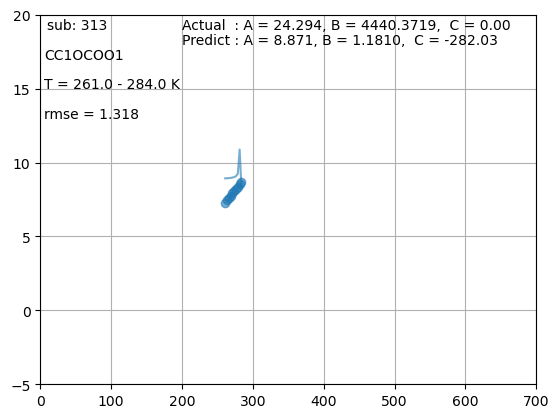 sub: 313
Actual  : A = 24.294, B = 4440.3719,  C = 0.00
Predict : A = 8.871, B = 1.1810,  C = -282.03
CC1OCOO1
T = 261.0 - 284.0 K
rmse = 1.318
20
15
10
5
0
−5
0 100 200 300 400 500 600 700